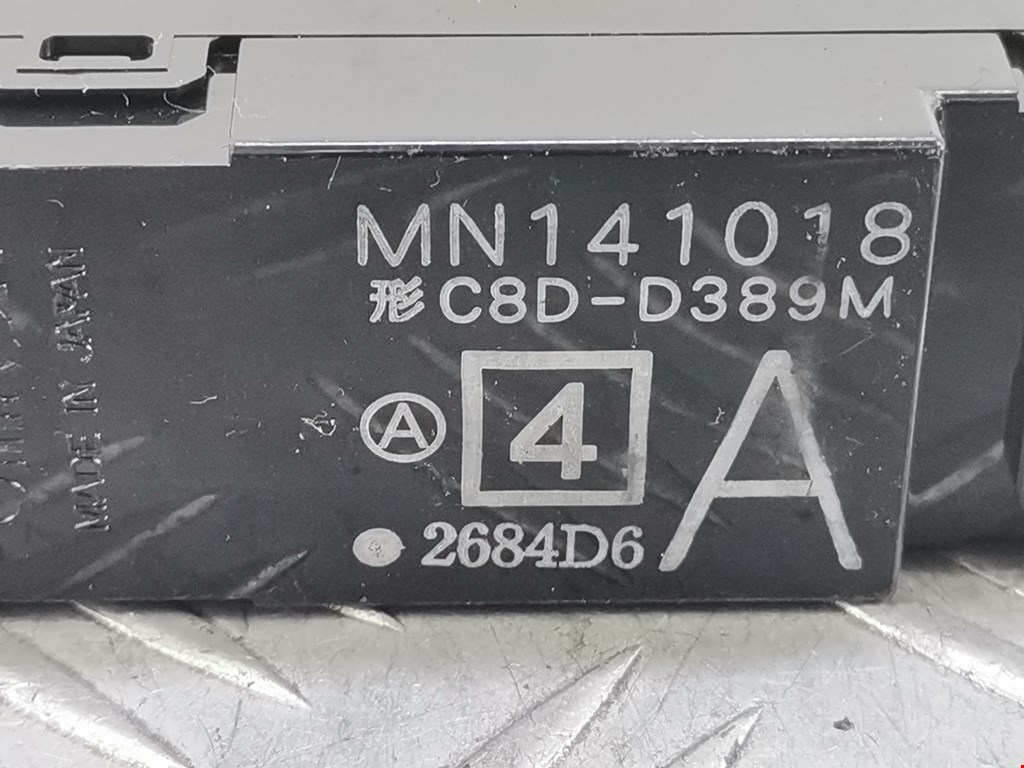 MN141018
形 C8D-D389M
A 4 A
2684D6
MADE IN JAPAN